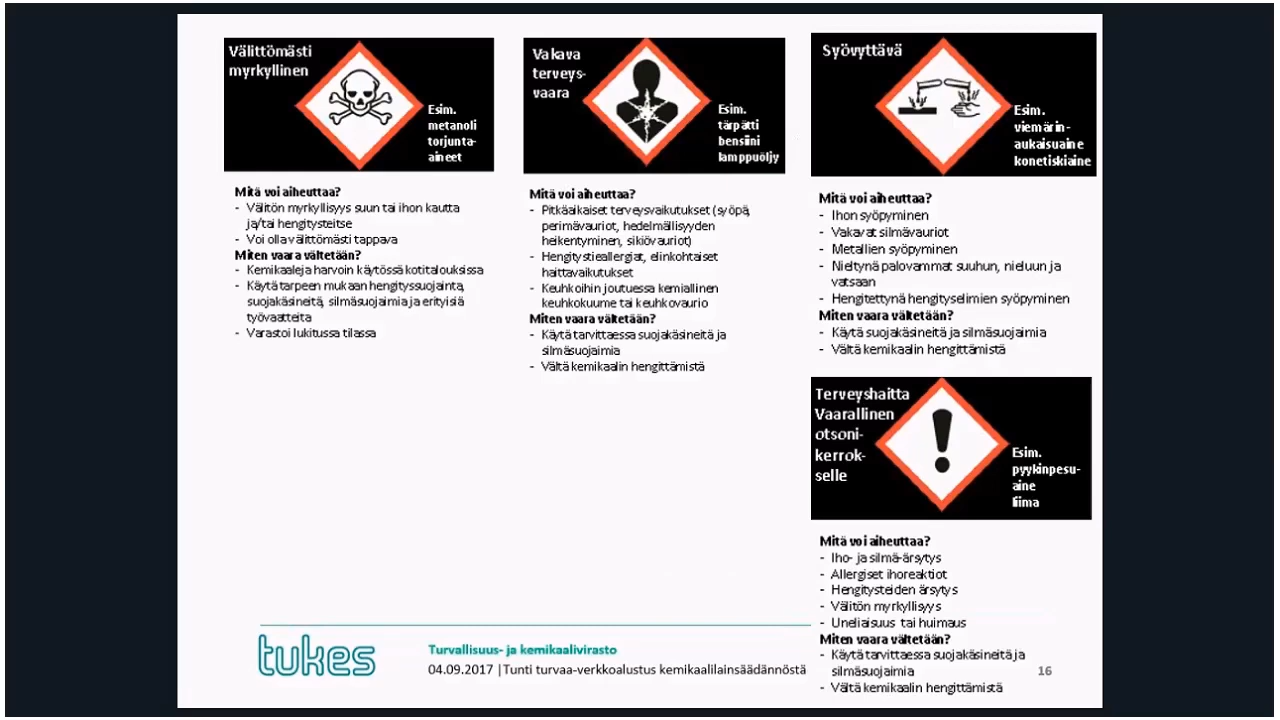 Välittömästi
myrkyllinen
Esim.
metanoli
torjunta-
aineet
Mitä voi aiheuttaa?
- Välitön myrkyllisyys suun tai ihon kautta
ja/tai hengitysteitse
- Voi olla välittömästi tappava
Miten vaara vältetään?
- Kemikaaleja harvoin käytössä kotitalouksissa
- Käytä tarpeen mukaan hengityssuojainta,
suojakäsineitä, silmäsuojaimia ja erityisiä
työvaatteita
- Varastoi lukitussa tilassa
Vakava
terveys-
vaara
Esim.
tärpätti
bensiini
lamppuöljy
Mitä voi aiheuttaa?
- Pitkäaikaiset terveysvaikutukset (syöpä,
perimävauriot, hedelmällisyyden
heikentyminen, sikiövauriot)
- Hengitystieallergiat, elinkohtaiset
haittavaikutukset
- Keuhkoihin joutuessa kemiallinen
keuhkokuume tai keuhkovaurio
Miten vaara vältetään?
- Käytä tarvittaessa suojakäsineitä ja
silmäsuojaimia
- Vältä kemikaalin hengittämistä
Syövyttävä
Esim.
viemärin-
aukaisuaine
konetiskiaine
Mitä voi aiheuttaa?
- Ihon syöpyminen
- Vakavat silmävauriot
- Metallien syöpyminen
- Nieltynä palovammat suuhun, nieluun ja
vatsaan
- Hengitettynä hengityselimien syöpyminen
Miten vaara vältetään?
- Käytä suojakäsineitä ja silmäsuojaimia
- Vältä kemikaalin hengittämistä
Terveyshaitta
Vaarallinen
otsoni-
kerrok-
selle
Esim.
pyykinpesu-
aine
liima
Mitä voi aiheuttaa?
- Iho- ja silmä-ärsytys
- Allergiset ihoreaktiot
- Hengitysteiden ärsytys
- Välitön myrkyllisyys
- Uneliaisuus tai huimaus
Miten vaara vältetään?
- Käytä tarvittaessa suojakäsineitä ja
silmäsuojaimia
- Vältä kemikaalin hengittämistä
tukes
Turvallisuus- ja kemikaalivirasto
04.09.2017 | Tunti turvaa-verkkoalustus kemikaalilainsäädännöstä
16